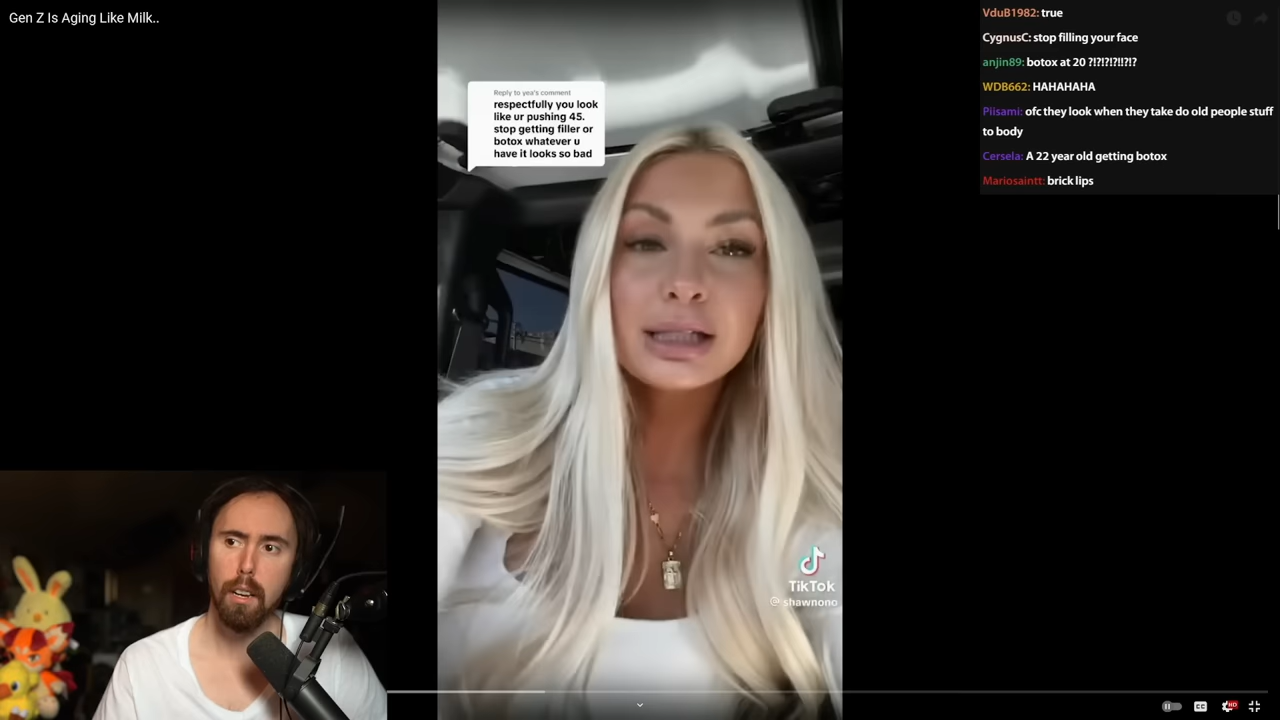 Gen Z Is Aging Like Milk..
Reply to yea's comment
respectfully you look
like ur pushing 45.
stop getting filler or
botox whatever u
have it looks so bad
VduB1982: true
CygnusC: stop filling your face
anjin89: botox at 20 ?!?!?!?!!?!?
WDB662: HAHAHAHA
Piisami: ofc they look when they take do old people stuff
to body
Cersela: A 22 year old getting botox
Mariosaintt: brick lips
TikTok
@shawnono
CC
HD